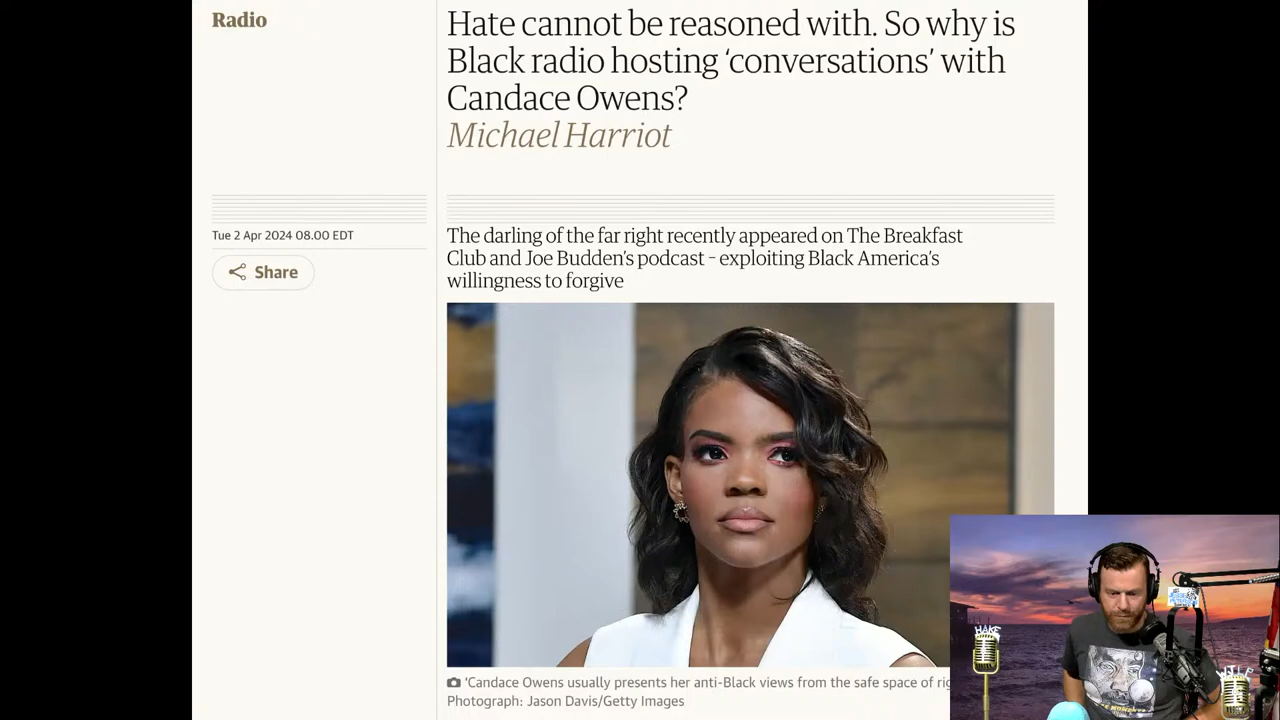 Radio
Hate cannot be reasoned with. So why is
Black radio hosting ‘conversations’ with
Candace Owens?
Michael Harriot
Tue 2 Apr 2024 08.00 EDT
Share
The darling of the far right recently appeared on The Breakfast
Club and Joe Budden’s podcast – exploiting Black America’s
willingness to forgive
'Candace Owens usually presents her anti-Black views from the safe space of
Photograph: Jason Davis/Getty Images
HAKE